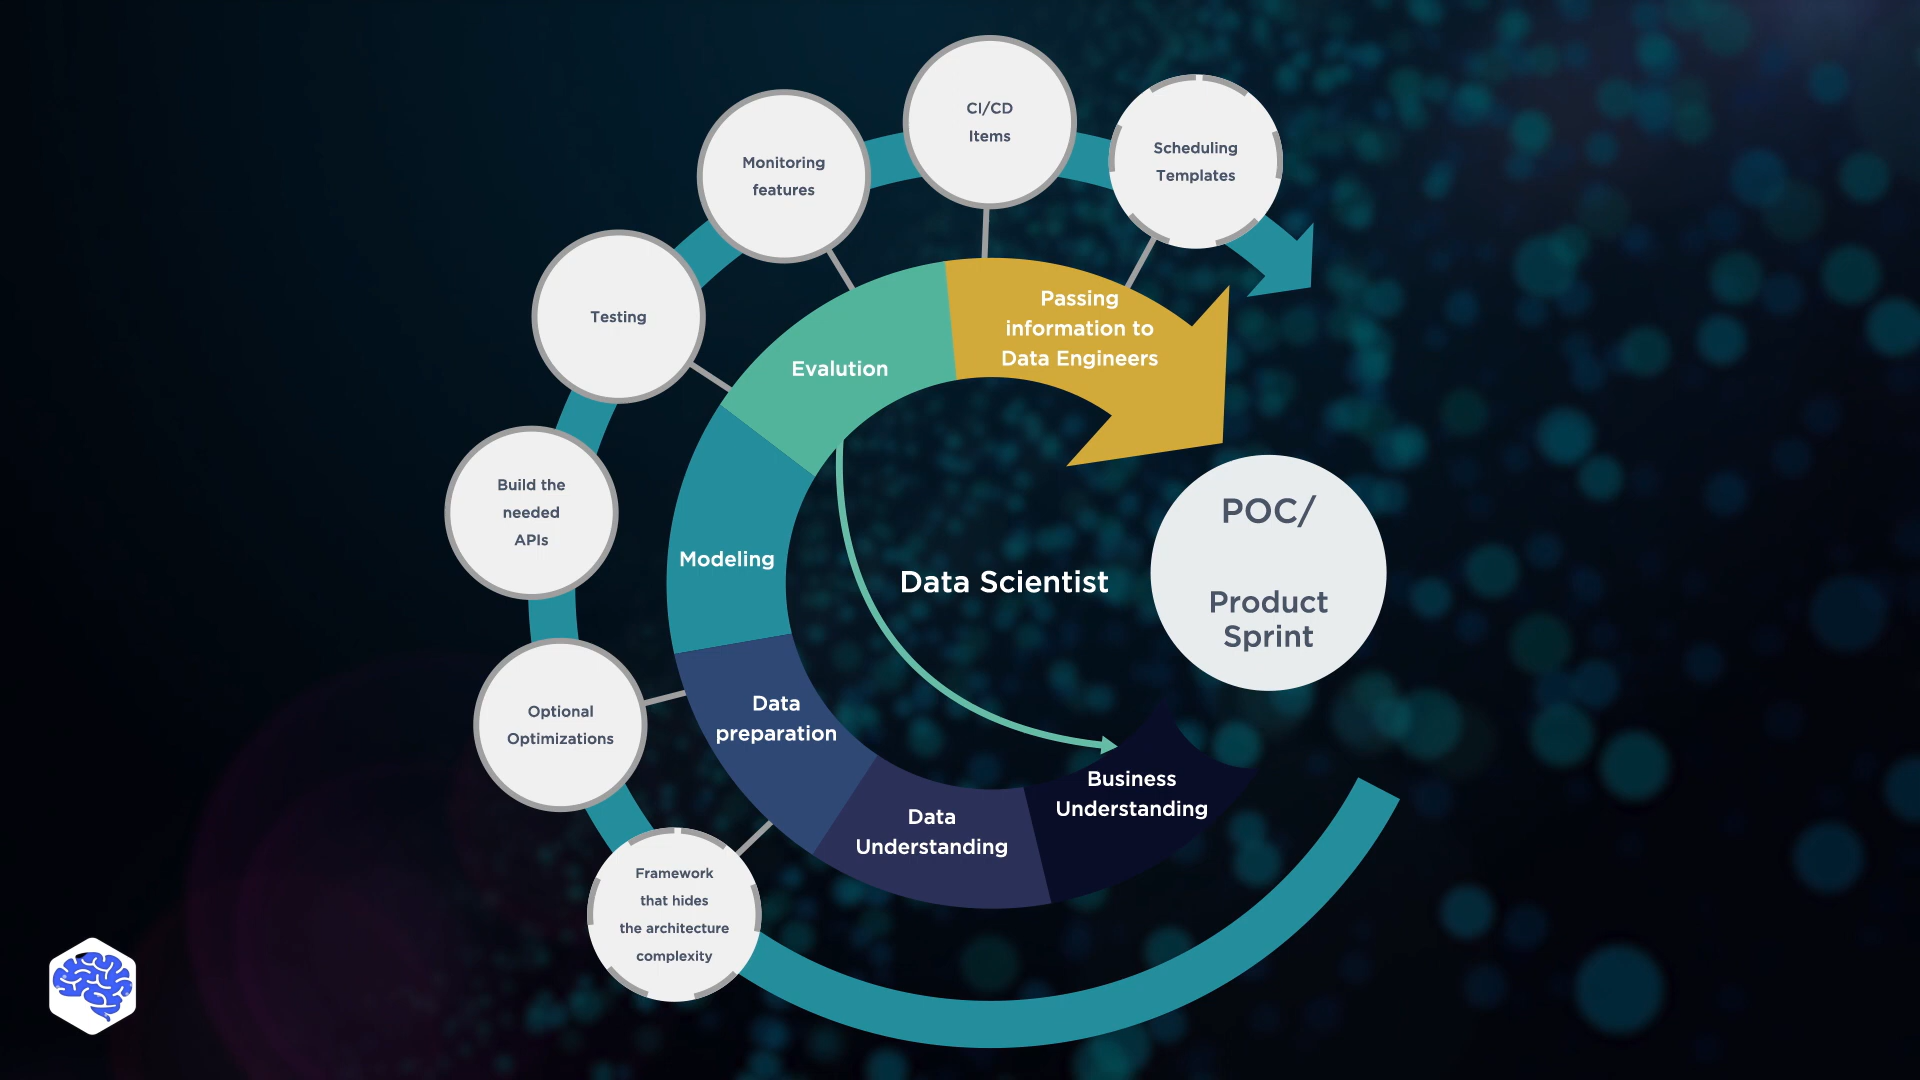 CI/CD
Items
Scheduling
Templates
Monitoring
features
Testing
Build the
needed
APIs
Optional
Optimizations
Framework
that hides
the architecture
complexity
Passing
information to
Data Engineers
Evalution
Modeling
Data
preparation
Data
Understanding
Business
Understanding
Data Scientist
POC/
Product
Sprint